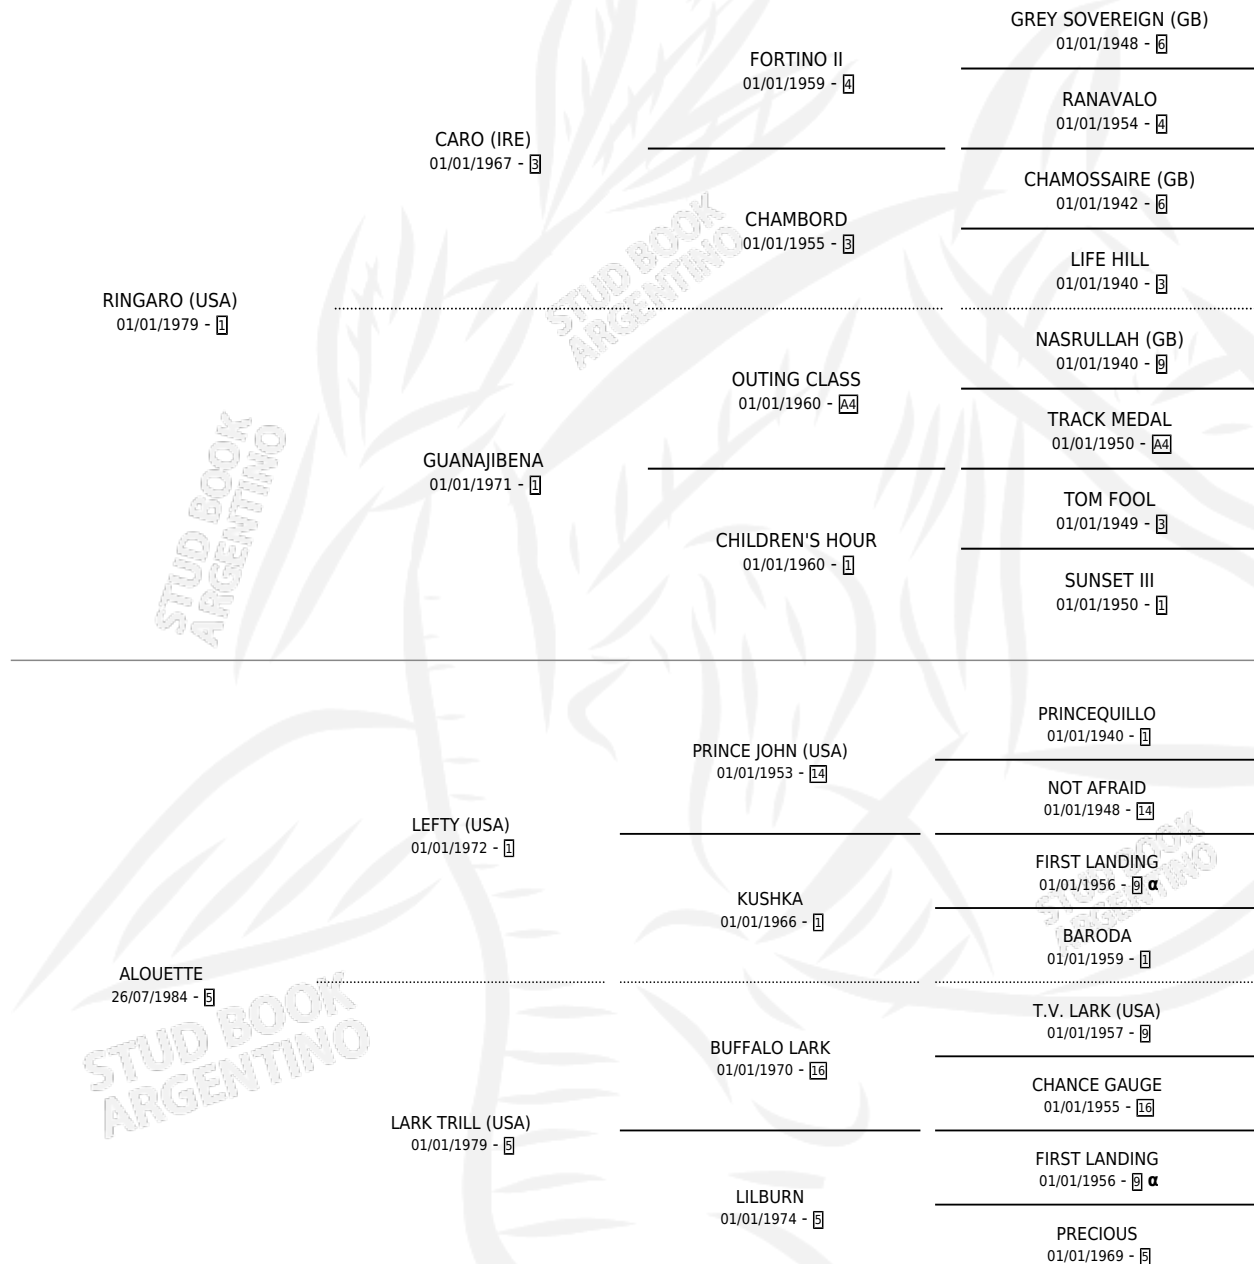 GREY SOVEREIGN (GB)
01/01/1948 - 6
FORTINO II
01/01/1959 - 4
RANAVALO
01/01/1954 - 4
CARO (IRE)
01/01/1967 - 3
CHAMOSSAIRE (GB)
01/01/1942 - 6
CHAMBORD
01/01/1955 - 3
LIFE HILL
01/01/1940 - 3
RINGARO (USA)
01/01/1979 - 1
NASRULLAH (GB)
01/01/1940 - 9
OUTING CLASS
01/01/1960 - A4
TRACK MEDAL
01/01/1950 - A4
GUANAJIBENA
01/01/1971 - 1
TOM FOOL
01/01/1949 - 3
CHILDREN'S HOUR
01/01/1960 - 1
SUNSET III
01/01/1950 - 1
STUD BOOK
ARGENTINO
STUD BOOK
ARGENTINO
PRINCEQUILLO
01/01/1940 - 1
PRINCE JOHN (USA)
01/01/1953 - 14
NOT AFRAID
01/01/1948 - 14
LEFTY (USA)
01/01/1972 - 1
FIRST LANDING
01/01/1956 - 9 α
KUSHKA
01/01/1966 - 1
BARODA
01/01/1959 - 1
STUD BOOK
ARGENTINO
ALOUETTE
26/07/1984 - 5
T.V. LARK (USA)
01/01/1957 - 9
BUFFALO LARK
01/01/1970 - 16
CHANCE GAUGE
01/01/1955 - 16
STUD BOOK
ARGENTINO
LARK TRILL (USA)
01/01/1979 - 5
FIRST LANDING
01/01/1956 - 9 α
LILBURN
01/01/1974 - 5
PRECIOUS
01/01/1969 - 5